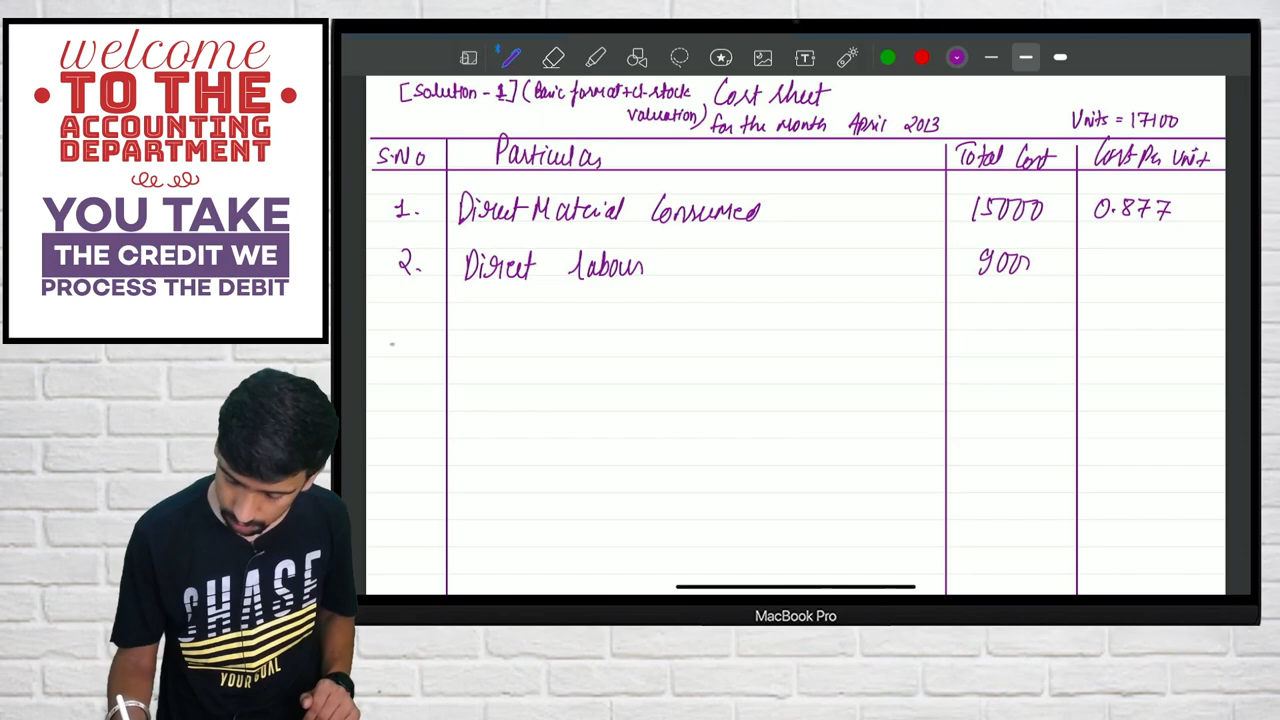 welcome
TO THE
ACCOUNTING
DEPARTMENT
YOU TAKE
THE CREDIT WE
PROCESS THE DEBIT
[Solution - 1] (Basic format + cl. stock valuation) Cost sheet
for the Month April 2013 Units = 17100
S.No Particulas Total Cost Cost Per Unit
1. Direct Material Consumed 15000 0.877
2. Direct labour 9000
MacBook Pro
CHASE
YOUR GOAL